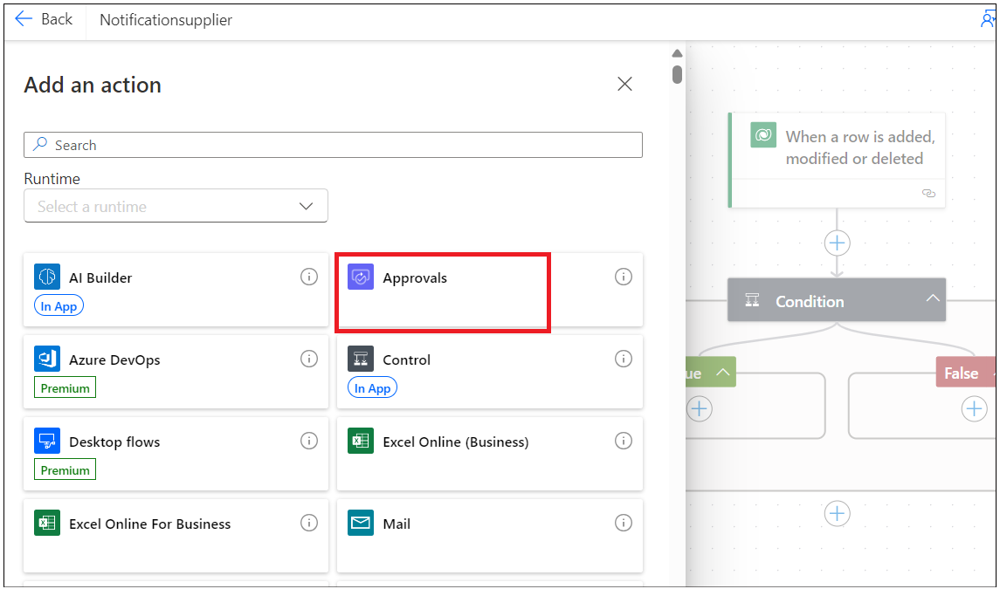 Back
Notificationsupplier
Add an action
Search
Runtime
Select a runtime
AI Builder
In App
Approvals
Azure DevOps
Premium
Control
In App
Desktop flows
Premium
Excel Online (Business)
Excel Online For Business
Mail
When a row is added,
modified or deleted
Condition
ue
False